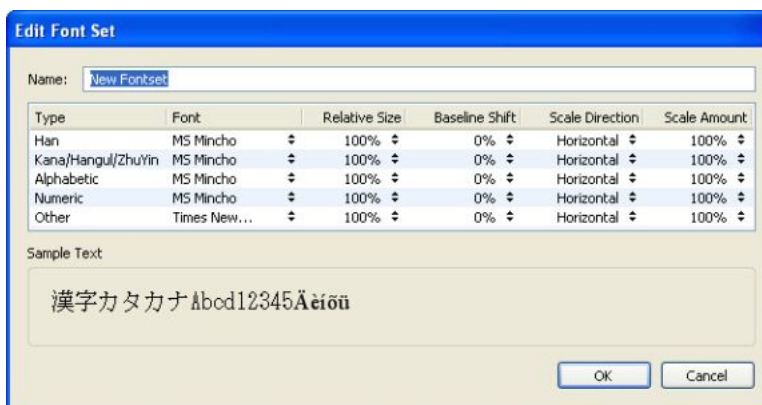 Edit Font Set
Name: New Fontset
Type Font Relative Size Baseline Shift Scale Direction Scale Amount
Han MS Mincho 100% 0% Horizontal 100%
Kana/Hangul/ZhuYin MS Mincho 100% 0% Horizontal 100%
Alphabetic MS Mincho 100% 0% Horizontal 100%
Numeric MS Mincho 100% 0% Horizontal 100%
Other Times New... 100% 0% Horizontal 100%
Sample Text
漢字カタカナAbcd12345Äèíõü
OK Cancel